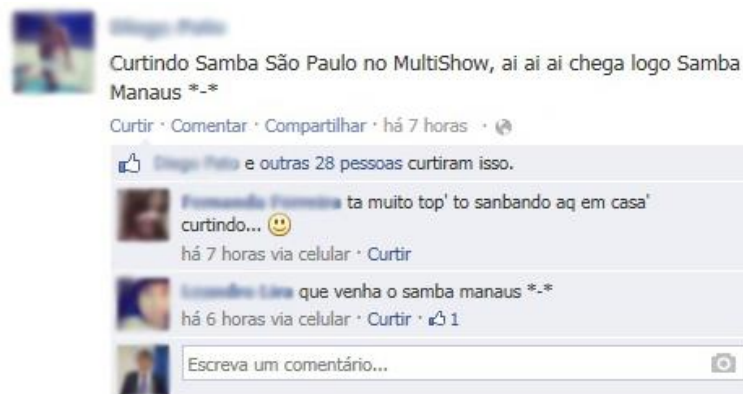 Curtindo Samba São Paulo no MultiShow, ai ai ai chega logo Samba
Manaus *-*
Curtir · Comentar · Compartilhar · há 7 horas ·
e outras 28 pessoas curtiram isso.
ta muito top' to sanbando aq em casa'
curtindo...
há 7 horas via celular · Curtir
que venha o samba manaus *-*
há 6 horas via celular · Curtir · 1
Escreva um comentário...